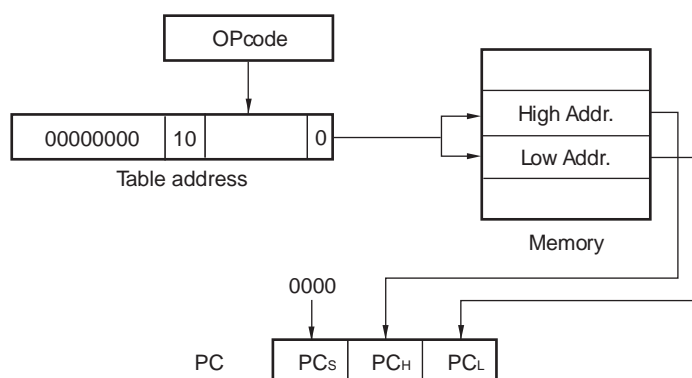 OPcode
High Addr.
00000000 10 0
Low Addr.
Table address
Memory
0000
PC PCS PCH PCL